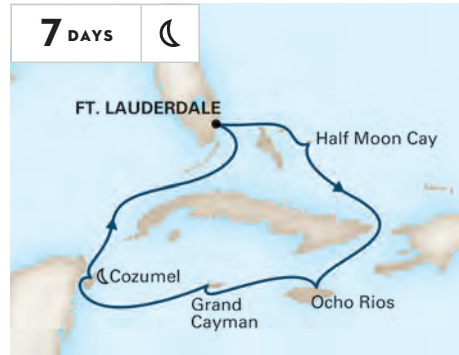 7 DAYS
FT. LAUDERDALE
Half Moon Cay
Cozumel
Grand
Cayman
Ocho Rios